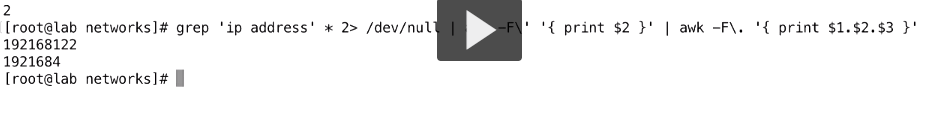 2
[root@lab networks]# grep 'ip address' * 2> /dev/null | -F\' '{ print $2 }' | awk -F\. '{ print $1.$2.$3 }'
192168122
1921684
[root@lab networks]#